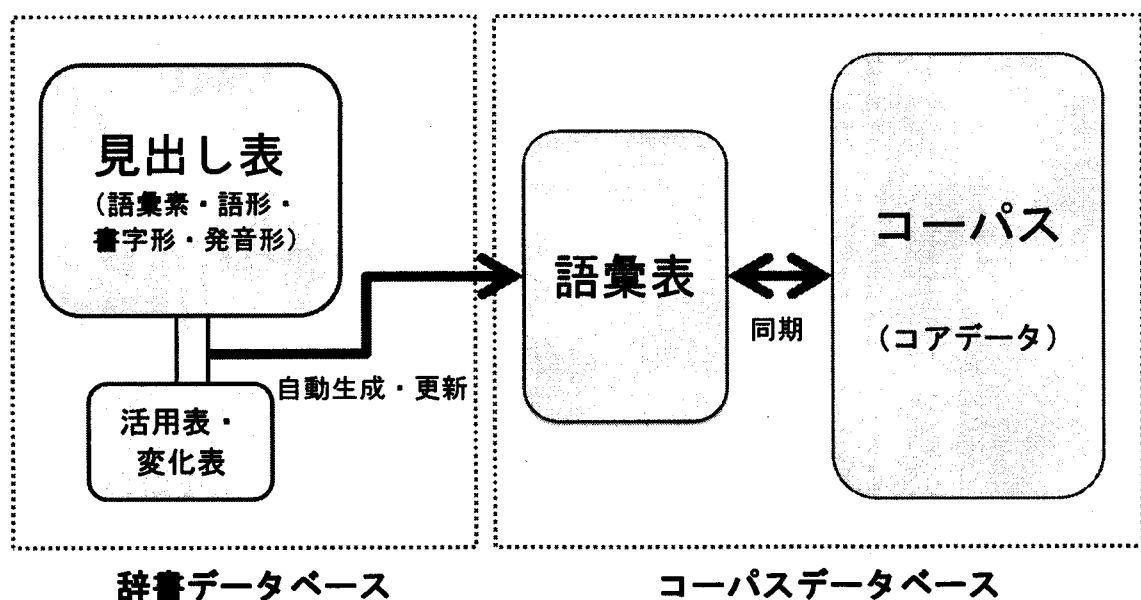 見出し表
(語彙素・語形・
書字形・発音形)
自動生成・更新
活用表・
変化表
語彙表
同期
コーパス
(コアデータ)
辞書データベース
コーパスデータベース